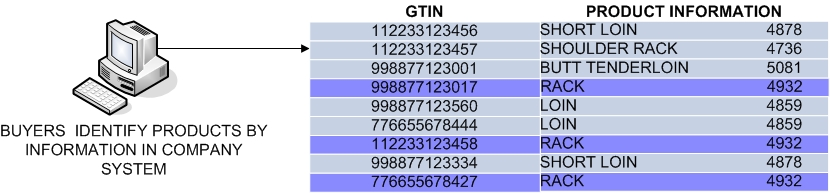 GTIN PRODUCT INFORMATION
112233123456 SHORT LOIN 4878
112233123457 SHOULDER RACK 4736
998877123001 BUTT TENDERLOIN 5081
998877123017 RACK 4932
998877123560 LOIN 4859
776655678444 LOIN 4859
112233123458 RACK 4932
998877123334 SHORT LOIN 4878
776655678427 RACK 4932
BUYERS IDENTIFY PRODUCTS BY
INFORMATION IN COMPANY
SYSTEM